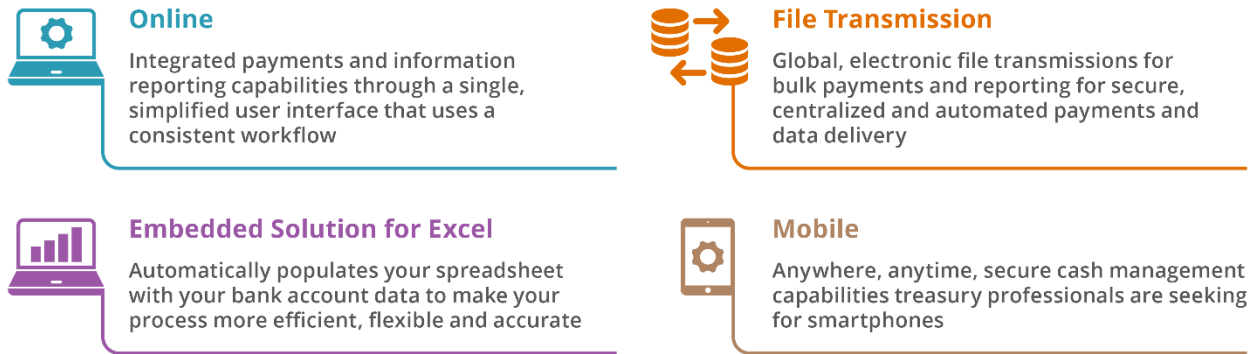 Online
Integrated payments and information
reporting capabilities through a single,
simplified user interface that uses a
consistent workflow
File Transmission
Global, electronic file transmissions for
bulk payments and reporting for secure,
centralized and automated payments and
data delivery
Embedded Solution for Excel
Automatically populates your spreadsheet
with your bank account data to make your
process more efficient, flexible and accurate
Mobile
Anywhere, anytime, secure cash management
capabilities treasury professionals are seeking
for smartphones